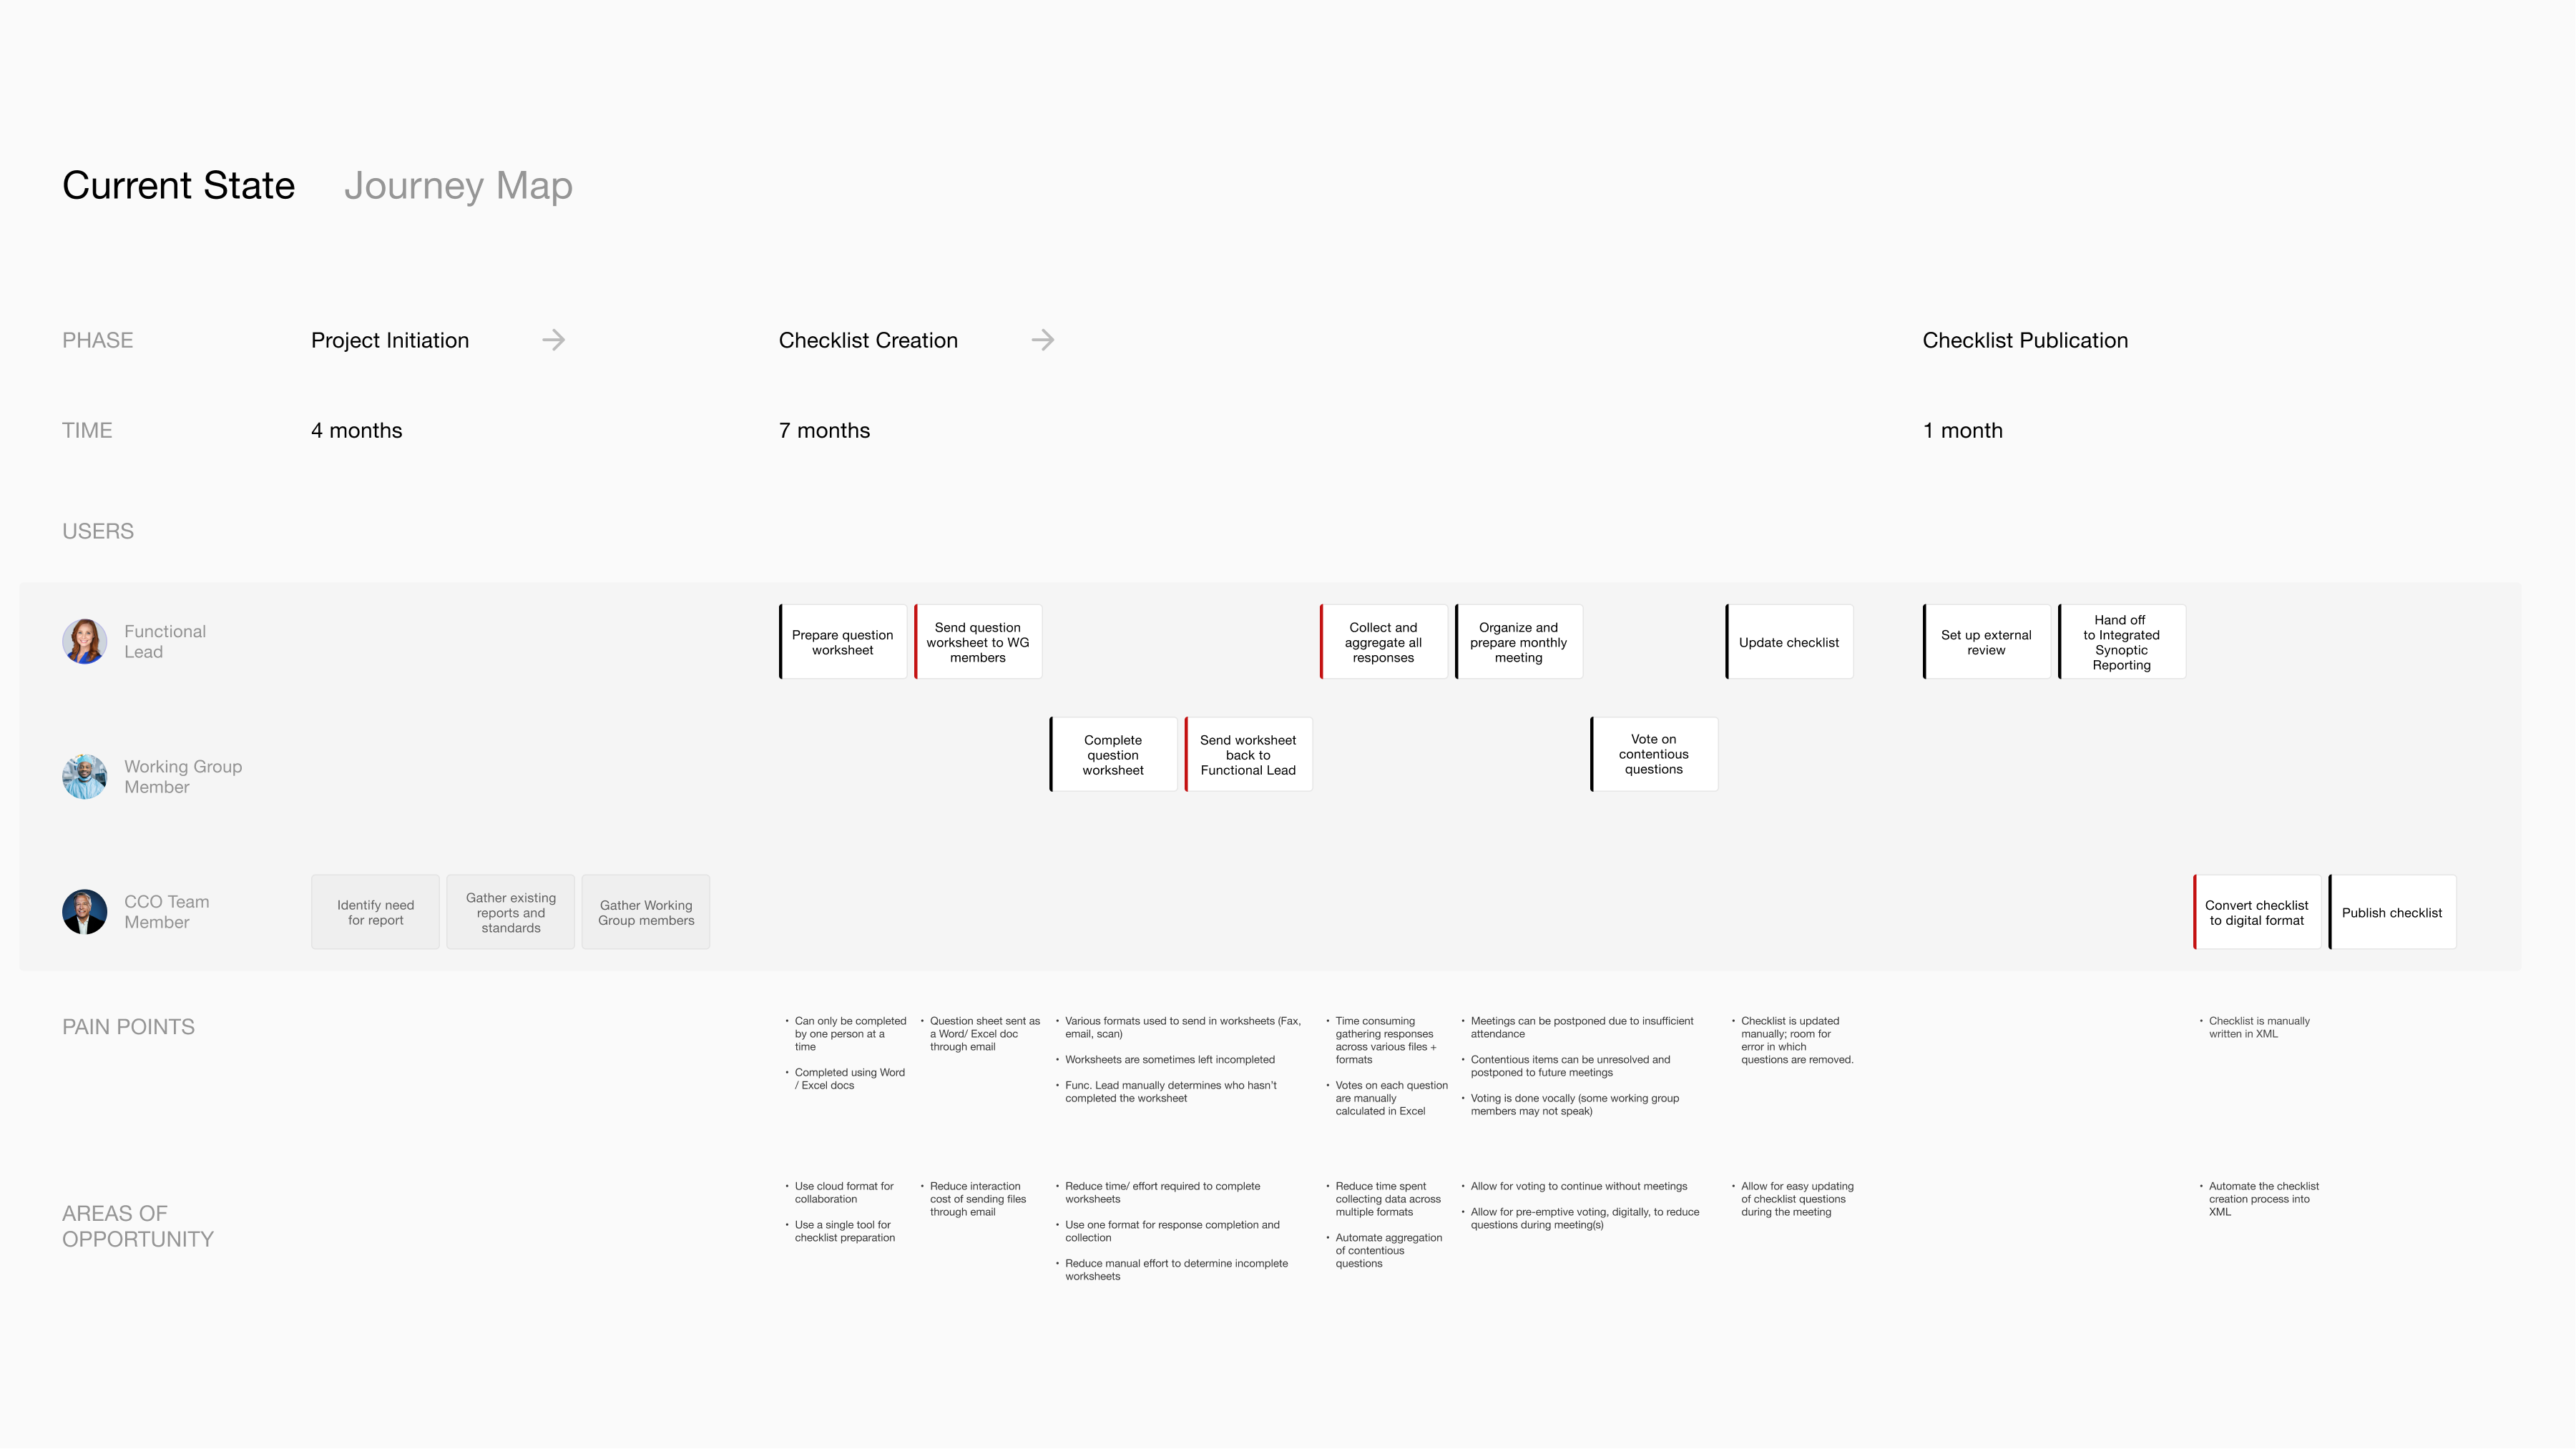 Current State Journey Map
PHASE
Project Initiation
Checklist Creation
Checklist Publication
TIME
4 months
7 months
1 month
USERS
Functional
Lead
Prepare question
worksheet
Send question
worksheet to WG
members
Collect and
aggregate all
responses
Organize and
prepare monthly
meeting
Update checklist
Set up external
review
Hand off
to Integrated
Synoptic
Reporting
Working Group
Member
Complete
question
worksheet
Send worksheet
back to
Functional Lead
Vote on
contentious
questions
CCO Team
Member
Identify need
for report
Gather existing
reports and
standards
Gather Working
Group members
Convert checklist
to digital format
Publish checklist
PAIN POINTS
• Can only be completed
by one person at a
time
• Completed using Word
/ Excel docs
• Question sheet sent as
a Word/ Excel doc
through email
• Various formats used to send in worksheets (Fax,
email, scan)
• Worksheets are sometimes left incompleted
• Func. Lead manually determines who hasn’t
completed the worksheet
• Time consuming
gathering responses
across various files +
formats
• Votes on each question
are manually
calculated in Excel
• Meetings can be postponed due to insufficient
attendance
• Contentious items can be unresolved and
postponed to future meetings
• Voting is done vocally (some working group
members may not speak)
• Checklist is updated
manually; room for
error in which
questions are removed.
• Checklist is manually
written in XML
AREAS OF
OPPORTUNITY
• Use cloud format for
collaboration
• Use a single tool for
checklist preparation
• Reduce interaction
cost of sending files
through email
• Reduce time/ effort required to complete
worksheets
• Use one format for response completion and
collection
• Reduce manual effort to determine incomplete
worksheets
• Reduce time spent
collecting data across
multiple formats
• Automate aggregation
of contentious
questions
• Allow for voting to continue without meetings
• Allow for pre-emptive voting, digitally, to reduce
questions during meeting(s)
• Allow for easy updating
of checklist questions
during the meeting
• Automate the checklist
creation process into
XML